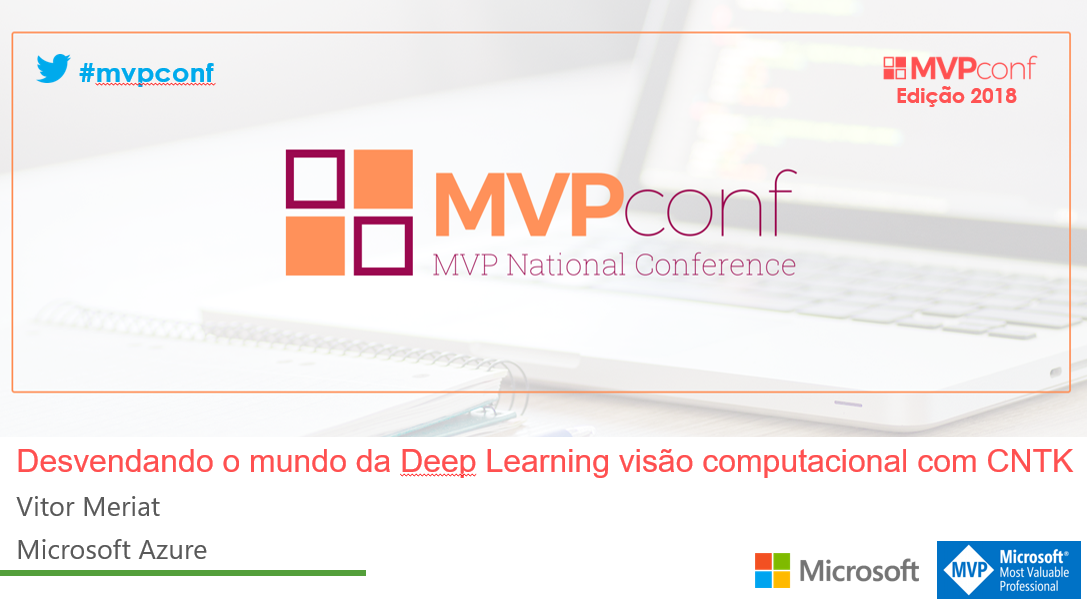 #mvpconf
MVPconf
Edição 2018
MVPconf
MVP National Conference
Desvendando o mundo da Deep Learning visão computacional com CNTK
Vitor Meriat
Microsoft Azure
Microsoft
MVP
Microsoft®
Most Valuable
Professional